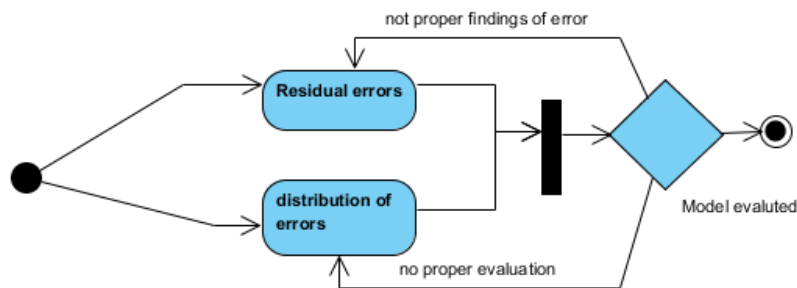 not proper findings of error
Residual errors
distribution of
errors
Model evaluted
no proper evaluation